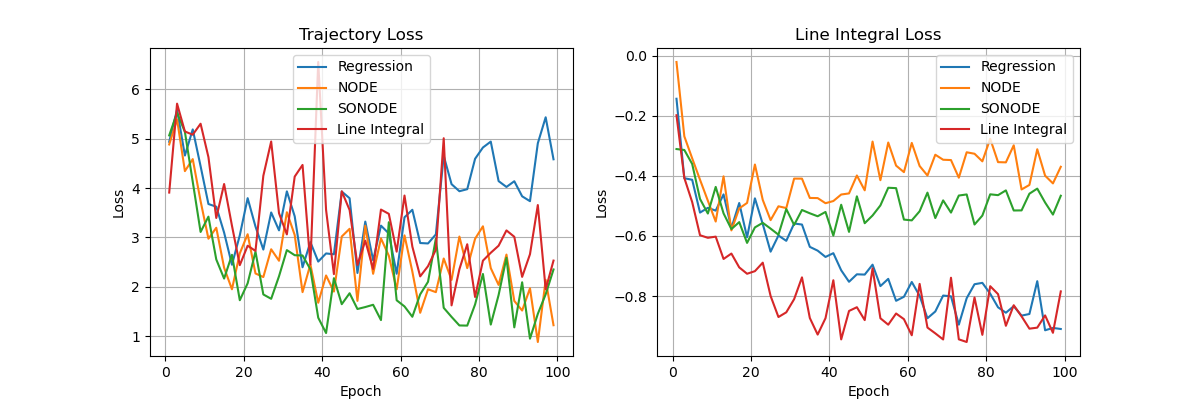 Trajectory Loss
Loss
6
5
4
3
2
1
0
20
40
60
80
100
Epoch
Regression
NODE
SONODE
Line Integral
Line Integral Loss
Loss
0.0
−0.2
−0.4
−0.6
−0.8
0
20
40
60
80
100
Epoch
Regression
NODE
SONODE
Line Integral